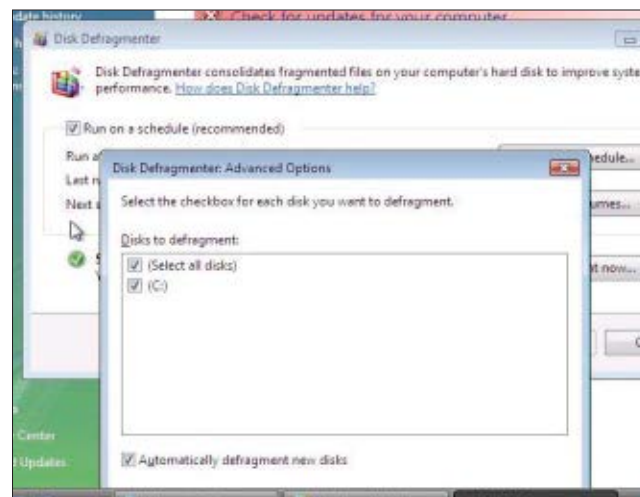 date history
Check for updates for your computer
Disk Defragmenter
Disk Defragmenter consolidates fragmented files on your computer's hard disk to improve syste
performance. How does Disk Defragmenter help?
Run on a schedule (recommended)
Run a
Last r
Next s
hedule...
umes...
t now...
Disk Defragmenter: Advanced Options
Select the checkbox for each disk you want to defragment.
Disks to defragment:
(Select all disks)
(C:)
Automatically defragment new disks
Center
Updates